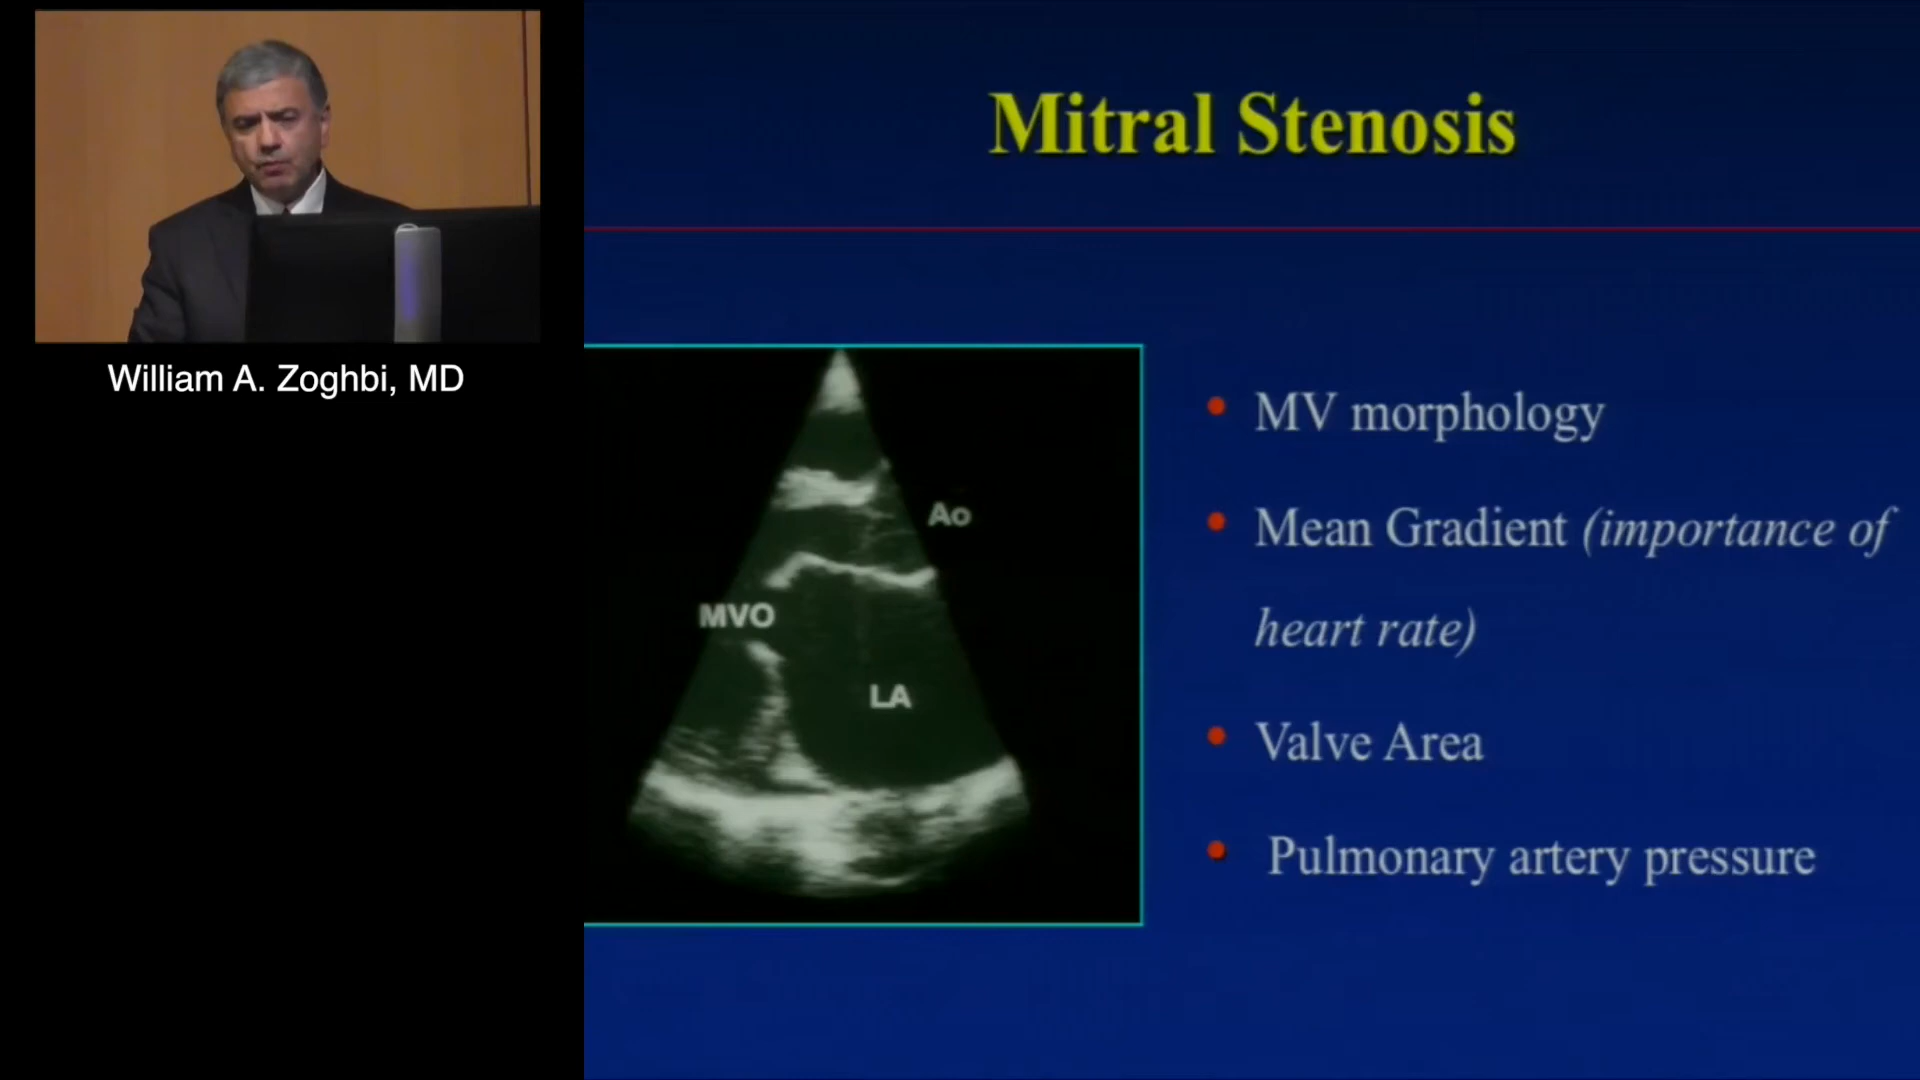 William A. Zoghbi, MD
Mitral Stenosis
Ao
MVO
LA
• MV morphology
• Mean Gradient (importance of
heart rate)
• Valve Area
• Pulmonary artery pressure